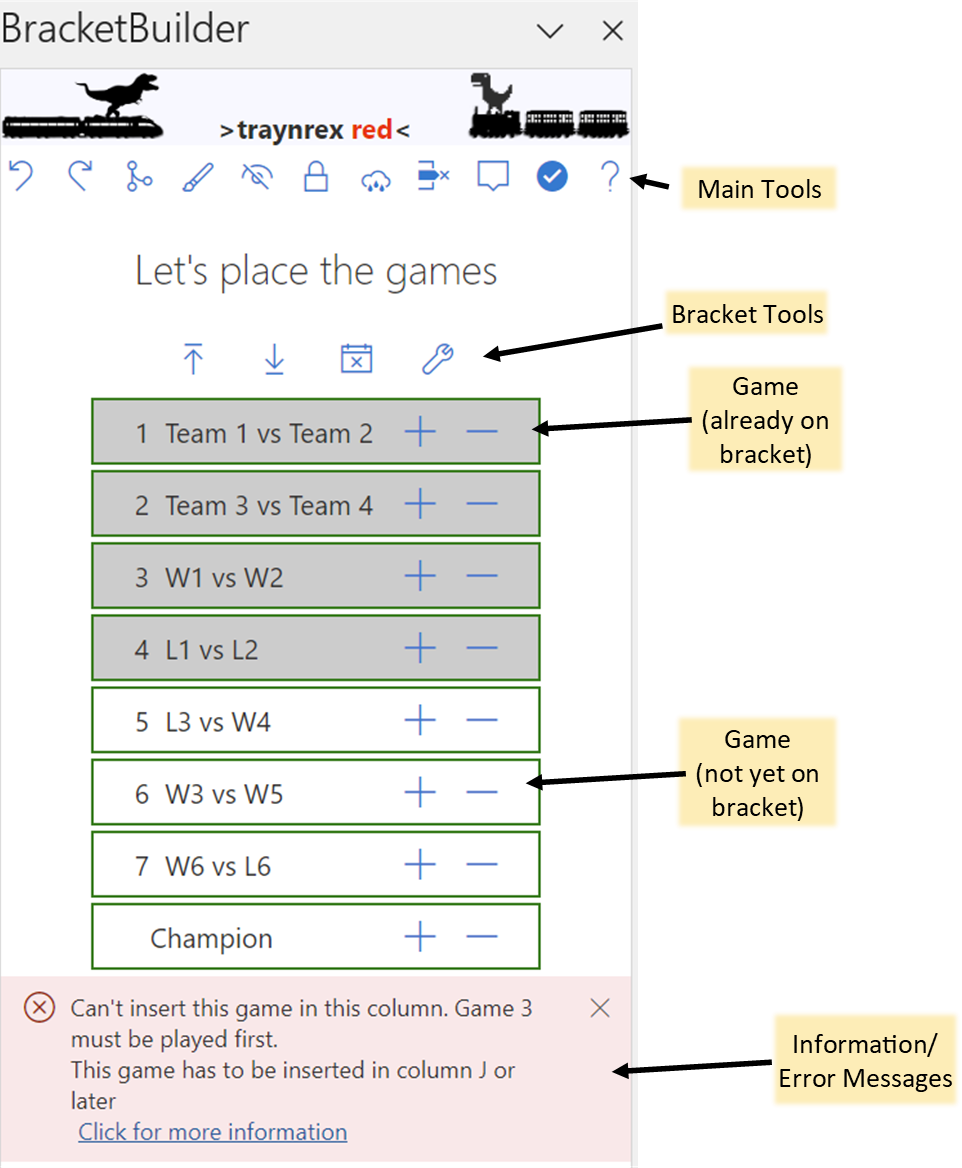 BracketBuilder
>traynrex red<
Main Tools
Let's place the games
Bracket Tools
1 Team 1 vs Team 2
Game
(already on
bracket)
2 Team 3 vs Team 4
3 W1 vs W2
4 L1 vs L2
5 L3 vs W4
6 W3 vs W5
Game
(not yet on
bracket)
7 W6 vs L6
Champion
Can't insert this game in this column. Game 3
must be played first.
This game has to be inserted in column J or
later
Click for more information
Information/
Error Messages